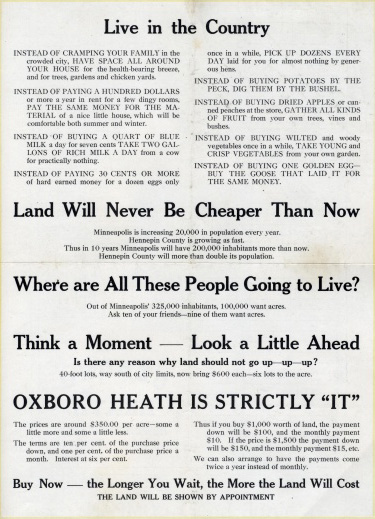 Live in the Country
INSTEAD OF CRAMPING YOUR FAMILY in the
crowded city, HAVE SPACE ALL AROUND
YOUR HOUSE for the health-bearing breeze,
and for trees, gardens and chicken yards.
INSTEAD OF PAYING A HUNDRED DOLLARS
or more a year in rent for a few dingy rooms,
PAY THE SAME MONEY FOR THE MA-
TERIAL of a nice little house, which will be
comfortable both summer and winter.
INSTEAD OF BUYING A QUART OF BLUE
MILK a day for seven cents TAKE TWO GAL-
LONS OF RICH MILK A DAY from a cow
for practically nothing.
INSTEAD OF PAYING 30 CENTS OR MORE
of hard earned money for a dozen eggs only
once in a while, PICK UP DOZENS EVERY
DAY laid for you for almost nothing by gener-
ous hens.
INSTEAD OF BUYING POTATOES BY THE
PECK, DIG THEM BY THE BUSHEL.
INSTEAD OF BUYING DRIED APPLES or can-
ned peaches at the store, GATHER ALL KINDS
OF FRUIT from your own trees, vines and
bushes.
INSTEAD OF BUYING WILTED and woody
vegetables once in a while, TAKE YOUNG and
CRISP VEGETABLES from your own garden.
INSTEAD OF BUYING ONE GOLDEN EGG—
BUY THE GOOSE THAT LAID IT FOR
THE SAME MONEY.
Land Will Never Be Cheaper Than Now
Minneapolis is increasing 20,000 in population every year.
Hennepin County is growing as fast.
Thus in 10 years Minneapolis will have 200,000 inhabitants more than now.
Hennepin County will more than double its population.
Where are All These People Going to Live?
Out of Minneapolis' 325,000 inhabitants, 100,000 want acres.
Ask ten of your friends—nine of them want acres.
Think a Moment — Look a Little Ahead
Is there any reason why land should not go up—up—up?
40-foot lots, way south of city limits, now bring $600 each—six lots to the acre.
OXBORO HEATH IS STRICTLY "IT"
The prices are around $350.00 per acre—some a
little more and some a little less.
The terms are ten per cent. of the purchase price
down, and one per cent. of the purchase price a
month. Interest at six per cent.
Thus if you buy $1,000 worth of land, the payment
down will be $100, and the monthly payment
$10. If the price is $1,500 the payment down
will be $150, and the monthly payment $15, etc.
We can also arrange to have the payments come
twice a year instead of monthly.
Buy Now — the Longer You Wait, the More the Land Will Cost
THE LAND WILL BE SHOWN BY APPOINTMENT